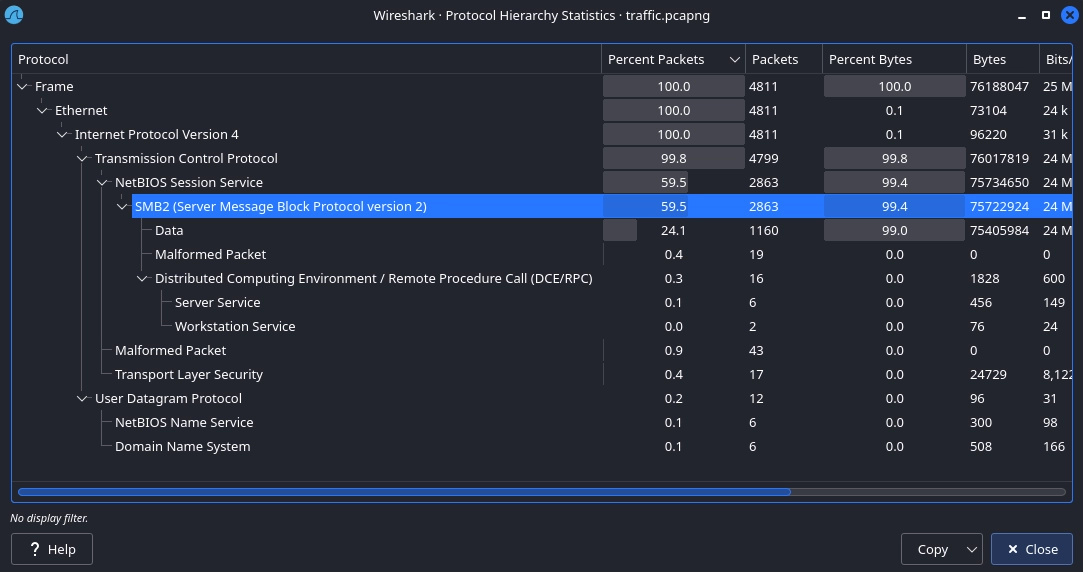 Wireshark · Protocol Hierarchy Statistics · traffic.pcapng
Protocol Percent Packets Packets Percent Bytes Bytes Bits/
Frame 100.0 4811 100.0 76188047 25 M
Ethernet 100.0 4811 0.1 73104 24 k
Internet Protocol Version 4 100.0 4811 0.1 96220 31 k
Transmission Control Protocol 99.8 4799 99.8 76017819 24 M
NetBIOS Session Service 59.5 2863 99.4 75734650 24 M
SMB2 (Server Message Block Protocol version 2) 59.5 2863 99.4 75722924 24 M
Data 24.1 1160 99.0 75405984 24 M
Malformed Packet 0.4 19 0.0 0 0
Distributed Computing Environment / Remote Procedure Call (DCE/RPC) 0.3 16 0.0 1828 600
Server Service 0.1 6 0.0 456 149
Workstation Service 0.0 2 0.0 76 24
Malformed Packet 0.9 43 0.0 0 0
Transport Layer Security 0.4 17 0.0 24729 8,122
User Datagram Protocol 0.2 12 0.0 96 31
NetBIOS Name Service 0.1 6 0.0 300 98
Domain Name System 0.1 6 0.0 508 166
No display filter.
? Help Copy Close